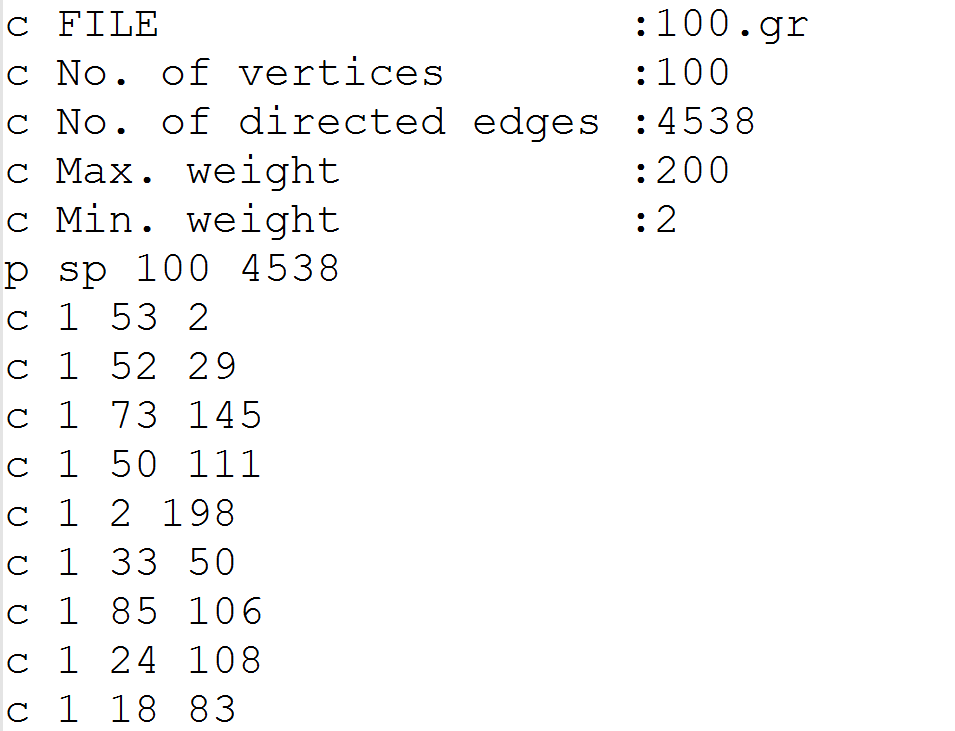 c FILE                  :100.gr
c No. of vertices       :100
c No. of directed edges :4538
c Max. weight           :200
c Min. weight           :2
p sp 100 4538
c 1 53 2
c 1 52 29
c 1 73 145
c 1 50 111
c 1 2 198
c 1 33 50
c 1 85 106
c 1 24 108
c 1 18 83